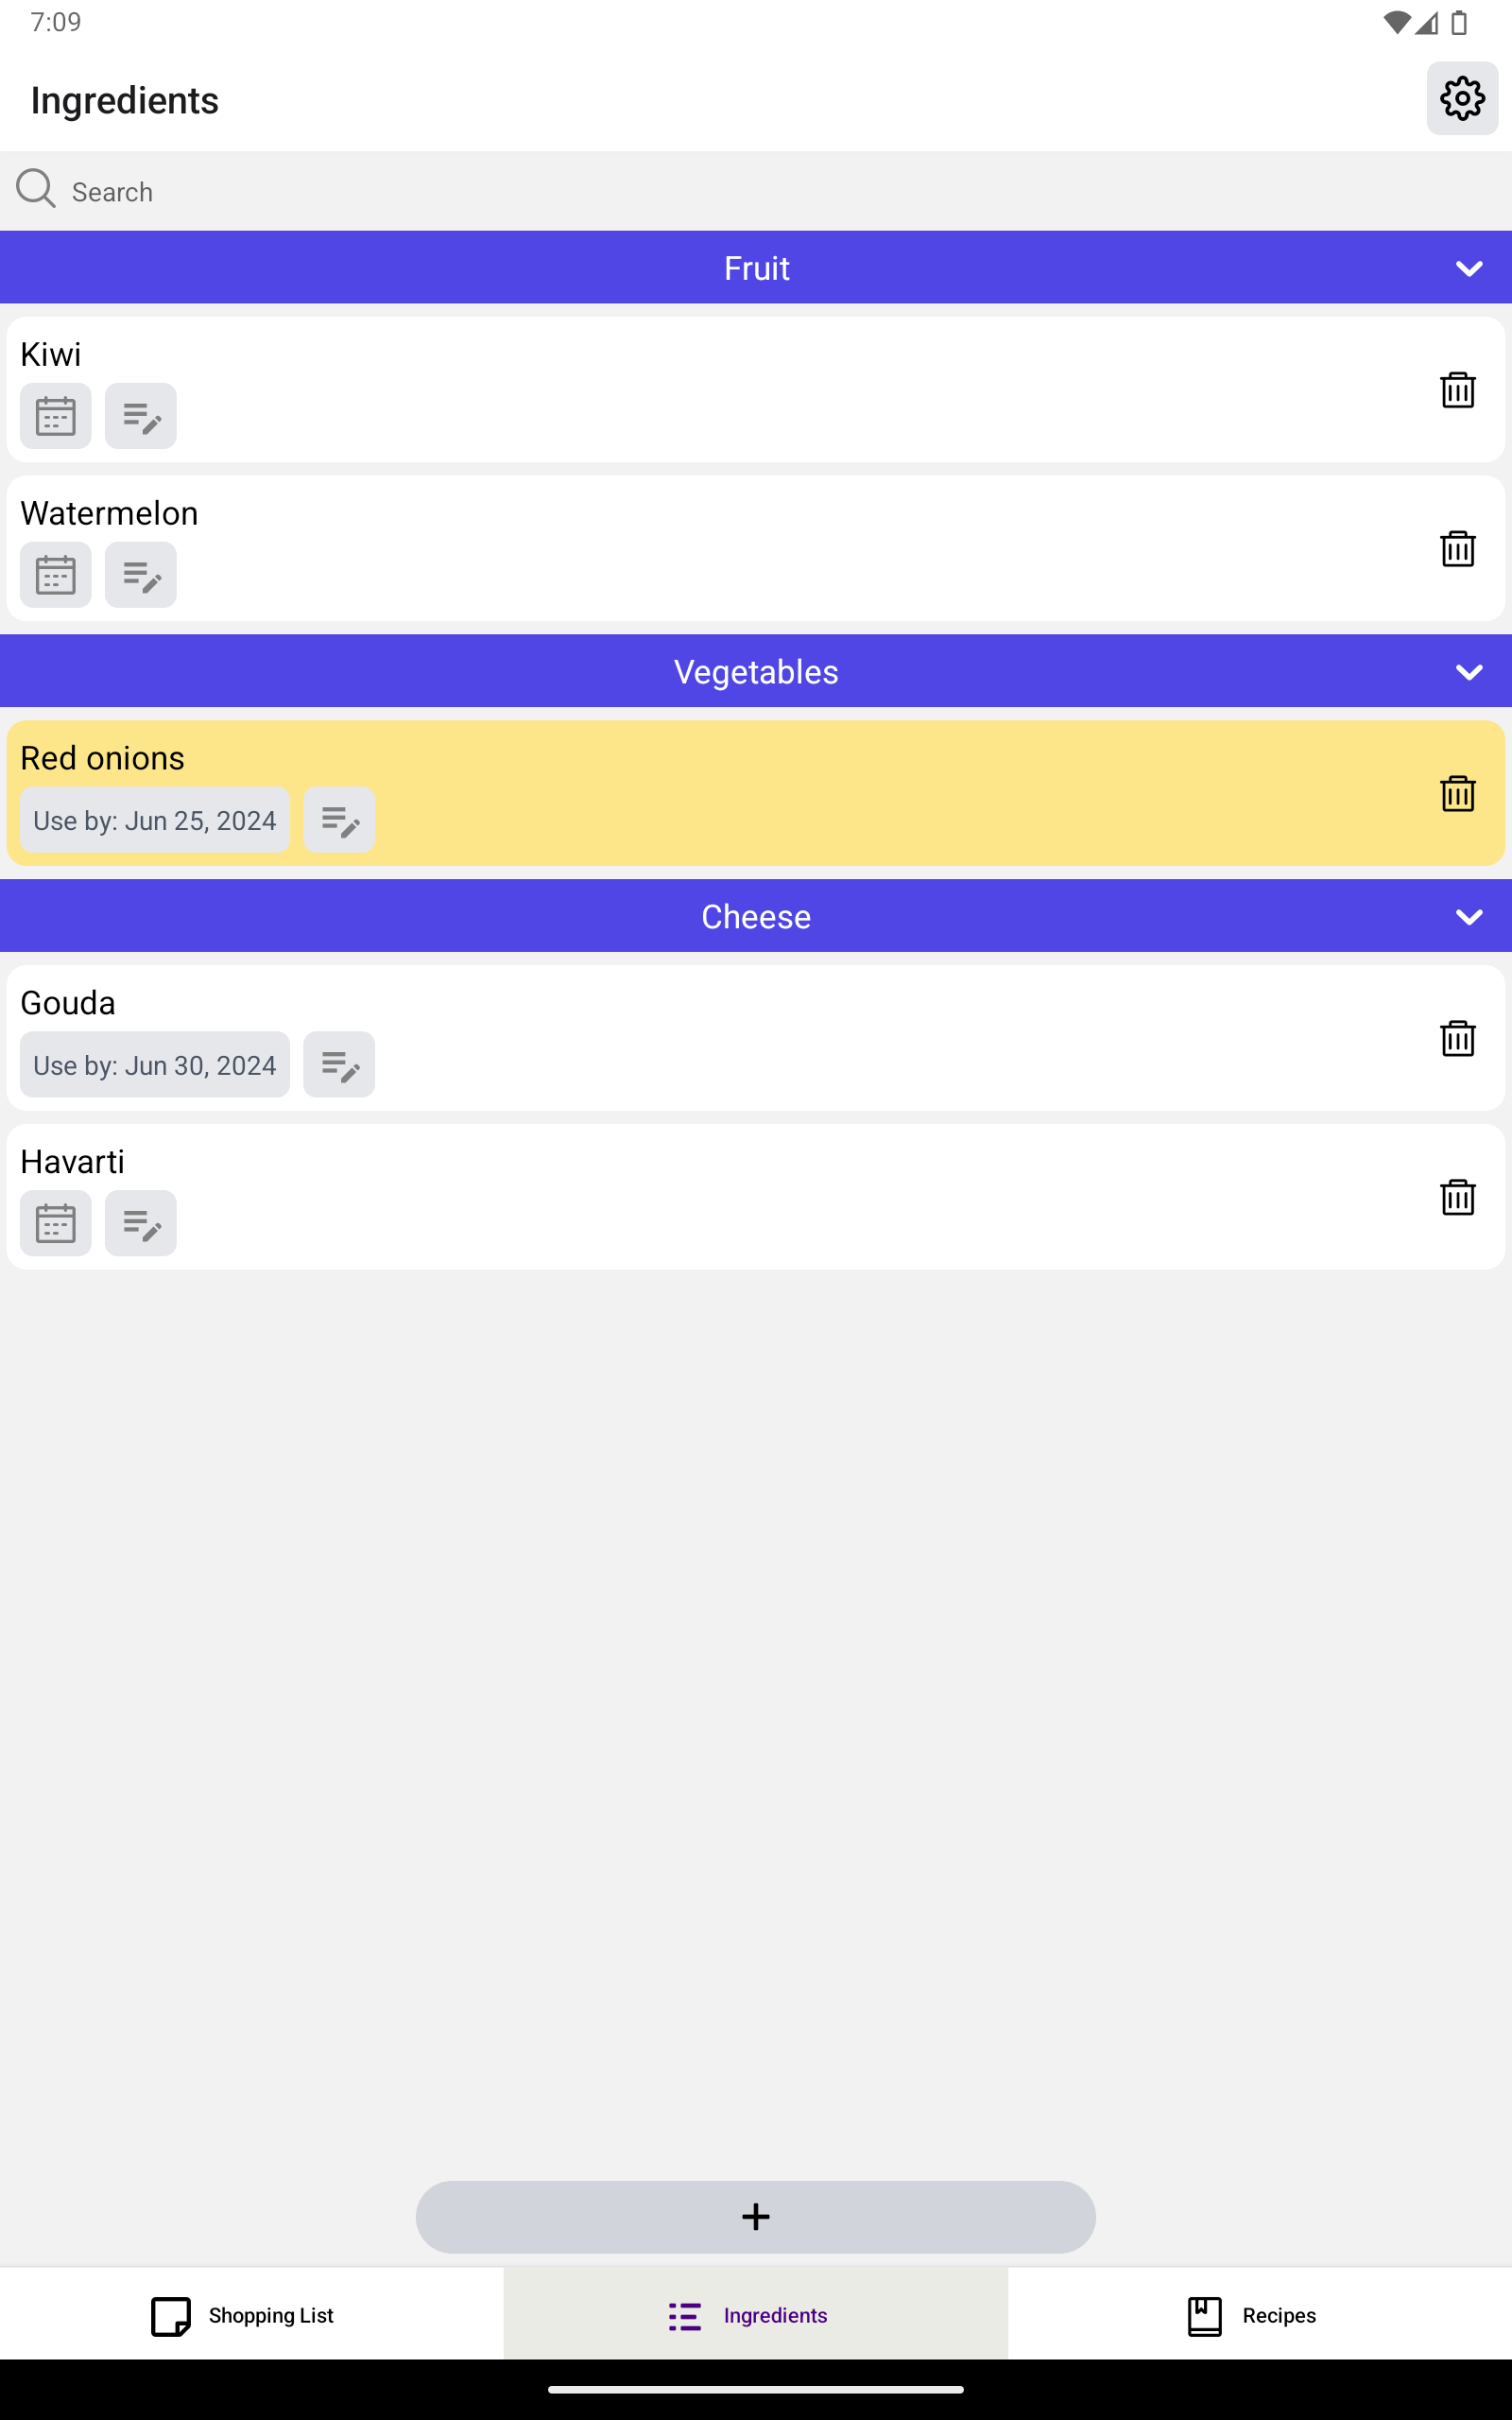 7:09
Ingredients
Search
Fruit
Kiwi
Watermelon
Vegetables
Red onions
Use by: Jun 25, 2024
Cheese
Gouda
Use by: Jun 30, 2024
Havarti
Shopping List
Ingredients
Recipes